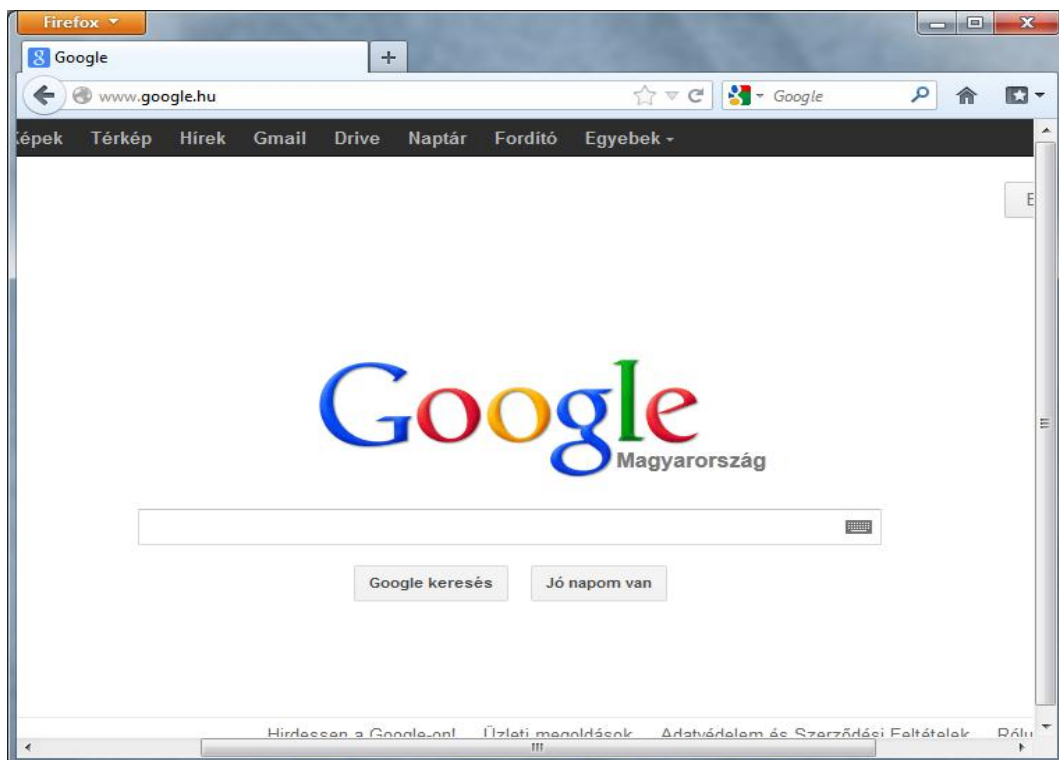 Firefox
Google
www.google.hu
Google
Képek Térkép Hírek Gmail Drive Naptár Fordító Egyebek
Google
Magyarország
Google keresés Jó napom van
Hirdessen a Google-on! Üzleti megoldások Adatvédelem és Szerződési Feltételek